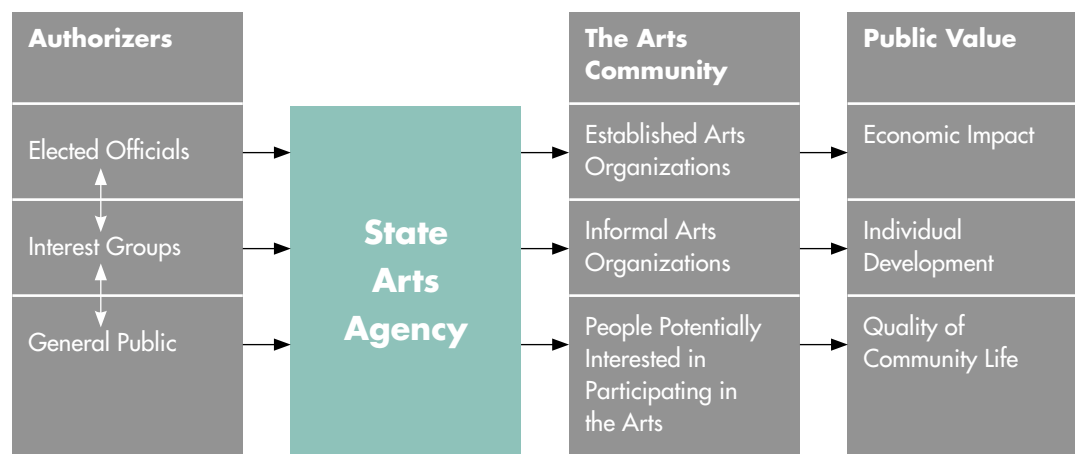 Authorizers
Elected Officials
Interest Groups
General Public
State
Arts
Agency
The Arts
Community
Established Arts
Organizations
Informal Arts
Organizations
People Potentially
Interested in
Participating in
the Arts
Public Value
Economic Impact
Individual
Development
Quality of
Community Life